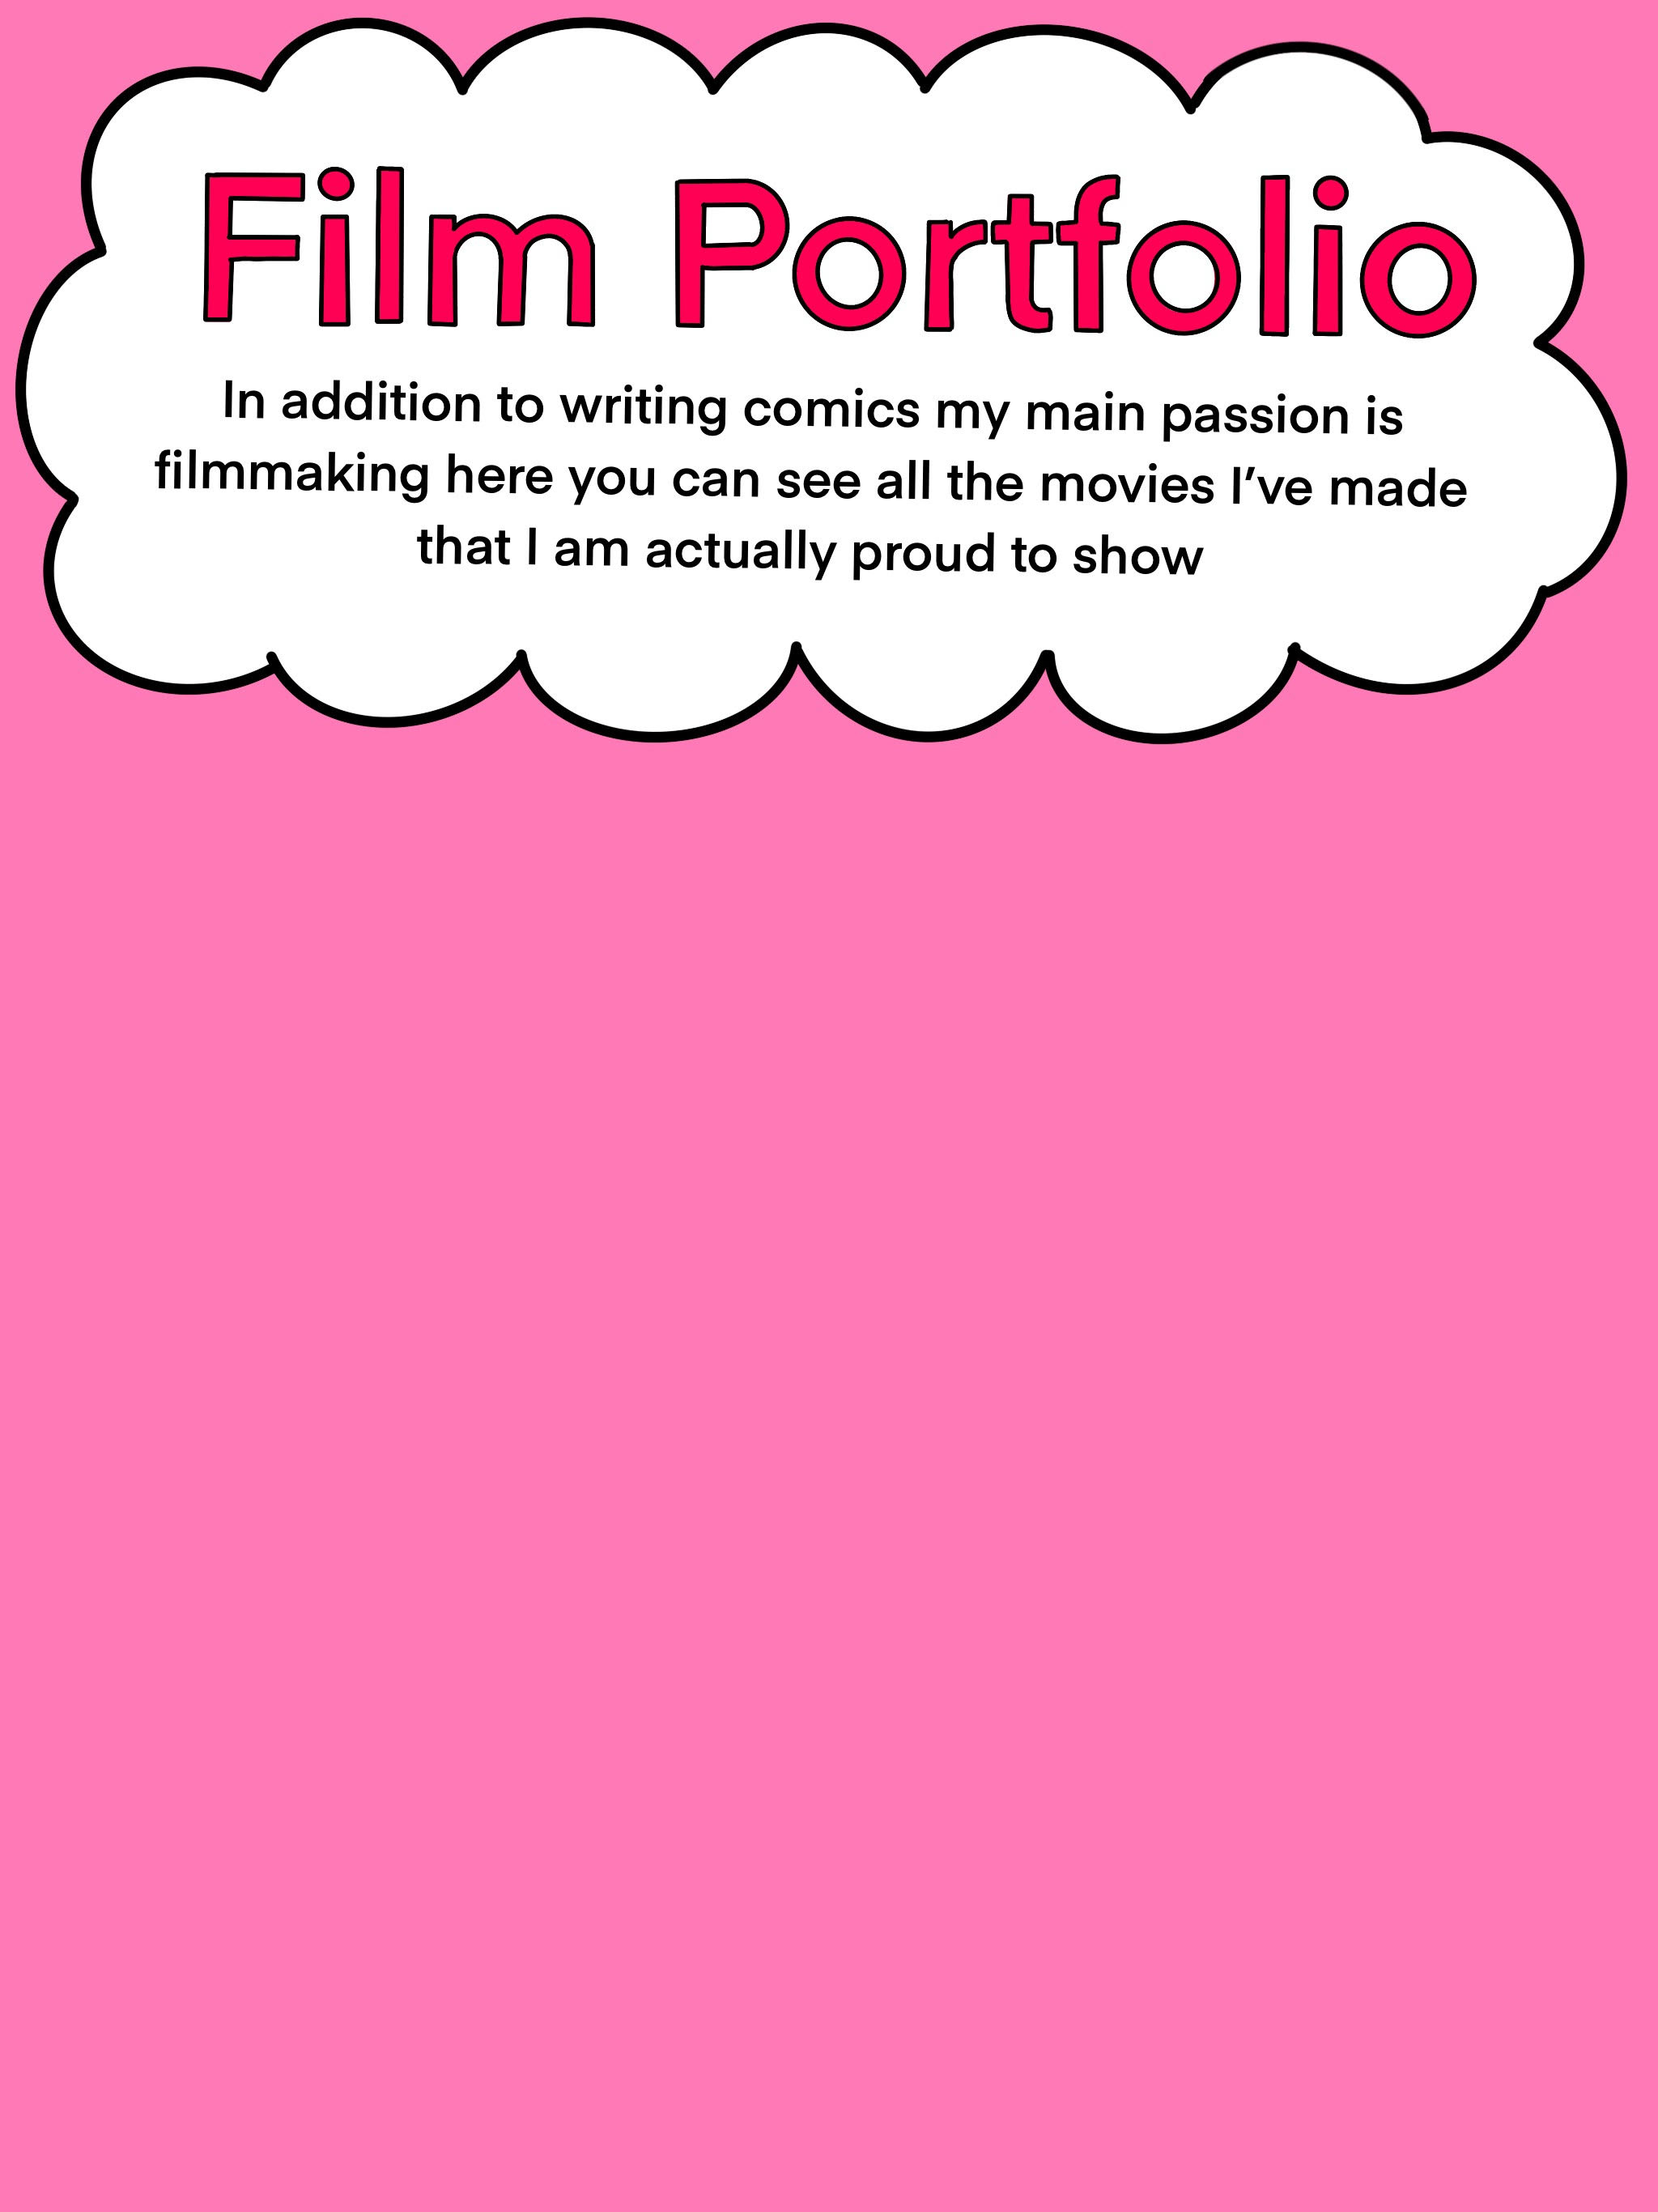 Film Portfolio
In addition to writing comics my main passion is
filmmaking here you can see all the movies I've made
that I am actually proud to show